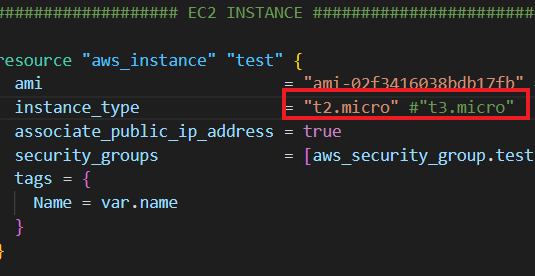 ################### EC2 INSTANCE #########################
resource "aws_instance" "test" {
ami = "ami-02f3416038bdb17fb"
instance_type = "t2.micro" #"t3.micro"
associate_public_ip_address = true
security_groups = [aws_security_group.test
tags = {
Name = var.name
}
}